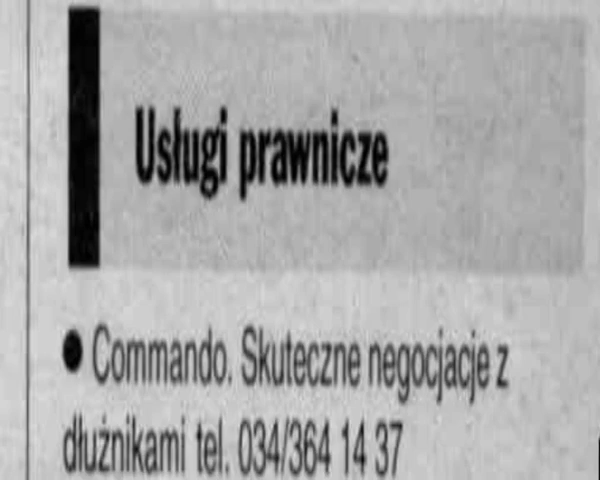 Usługi prawnicze
● Commando. Skuteczne negocjacje z
dłużnikami tel. 034/364 14 37